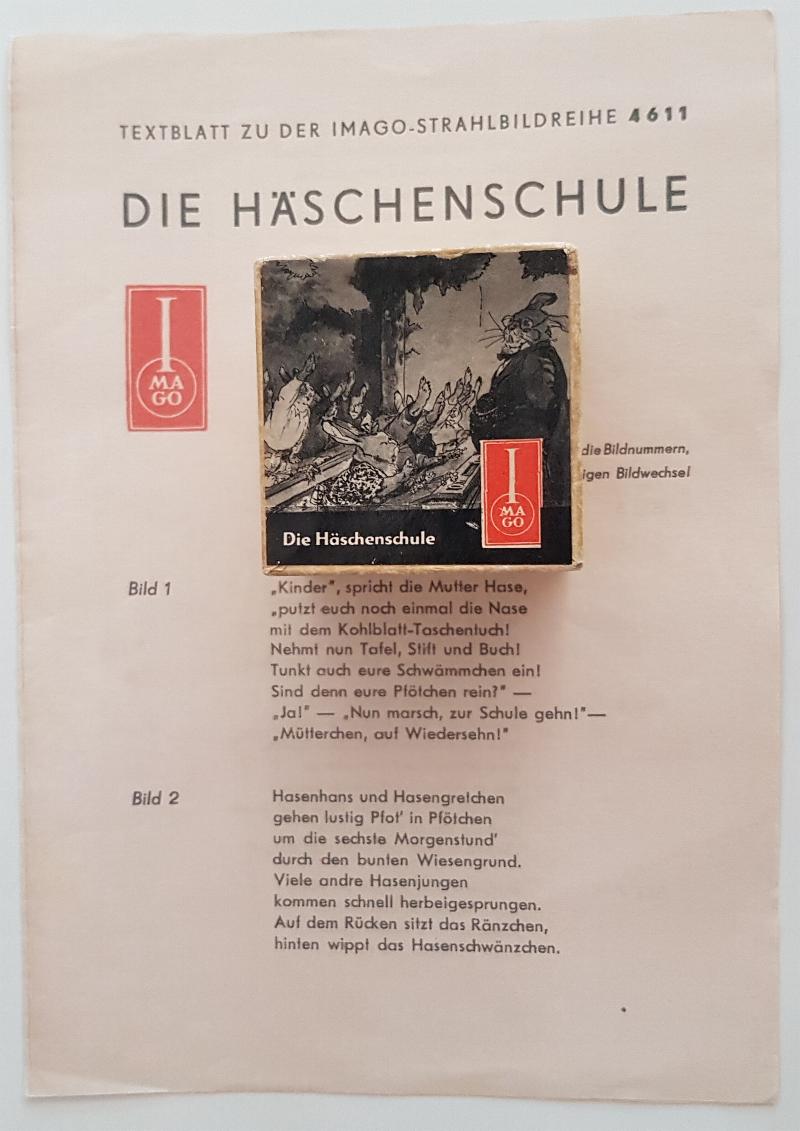 TEXTBLATT ZU DER IMAGO-STRAHLBILDREIHE 4611
DIE HÄSCHENSCHULE
I
MA
GO
die Bildnummern,
igen Bildwechsel
I
MA
GO
Die Häschenschule
Bild 1
„Kinder", spricht die Mutter Hase,
„putzt euch noch einmal die Nase
mit dem Kohlblatt-Taschentuch!
Nehmt nun Tafel, Stift und Buch!
Tunkt auch eure Schwämmchen ein!
Sind denn eure Pfötchen rein?" —
„Ja!" — „Nun marsch, zur Schule gehn!"—
„Mütterchen, auf Wiedersehn!"
Bild 2
Hasenhans und Hasengretchen
gehen lustig Pfot' in Pfötchen
um die sechste Morgenstund'
durch den bunten Wiesengrund.
Viele andre Hasenjungen
kommen schnell herbeigesprungen.
Auf dem Rücken sitzt das Ränzchen,
hinten wippt das Hasenschwänzchen.